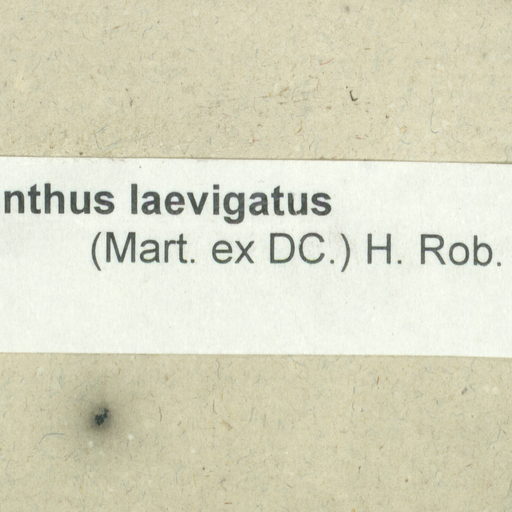 nthus laevigatus
(Mart. ex DC.) H. Rob.